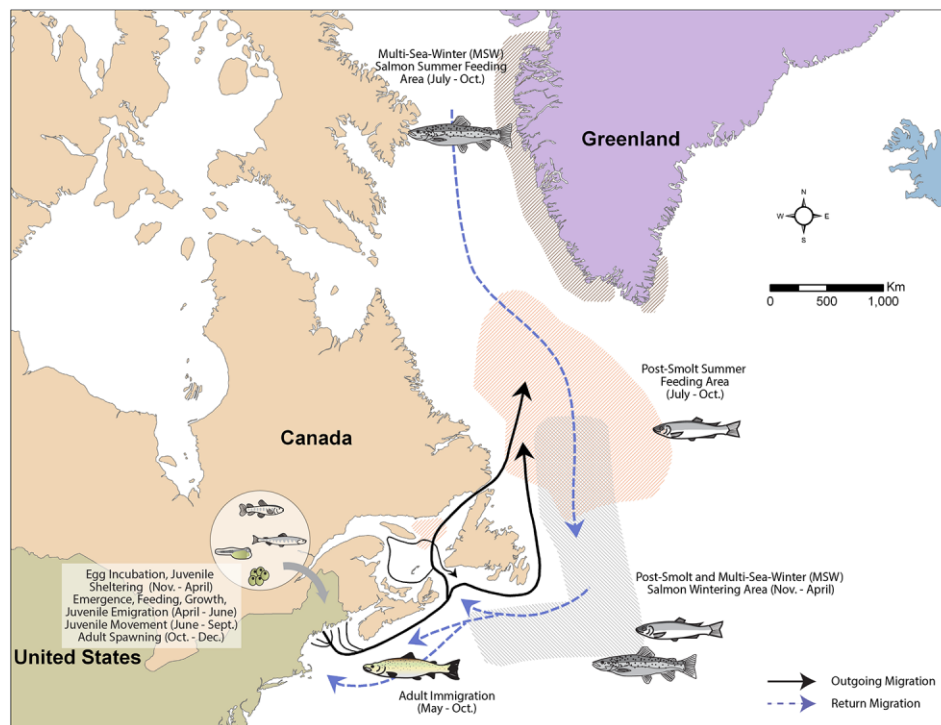 Multi-Sea-Winter (MSW)
Salmon Summer Feeding
Area (July - Oct.)
Greenland
W
N
E
S
Km
0
500
1,000
Post-Smolt Summer
Feeding Area
(July - Oct.)
Canada
Egg Incubation, Juvenile
Sheltering (Nov. - April)
Emergence, Feeding, Growth,
Juvenile Emigration (April - June)
Juvenile Movement (June - Sept.)
Adult Spawning (Oct. - Dec.)
Post-Smolt and Multi-Sea-Winter (MSW)
Salmon Wintering Area (Nov. - April)
United States
Adult Immigration
(May - Oct.)
Outgoing Migration
Return Migration